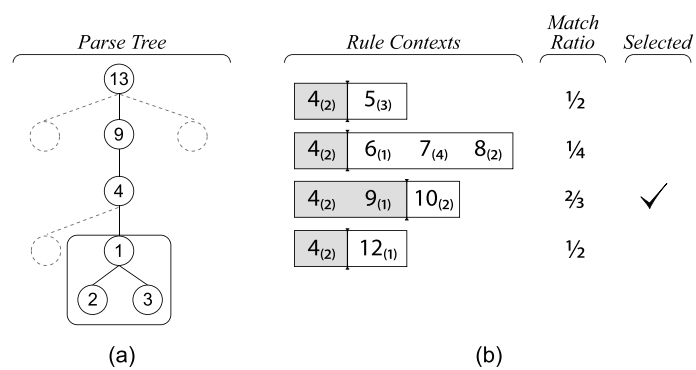 Parse Tree
Rule Contexts
Match Ratio
Selected
13
9
4
1
2 3
4(2) 5(3) ½
4(2) 6(1) 7(4) 8(2) ¼
4(2) 9(1) 10(2) ⅔ ✓
4(2) 12(1) ½
(a)
(b)